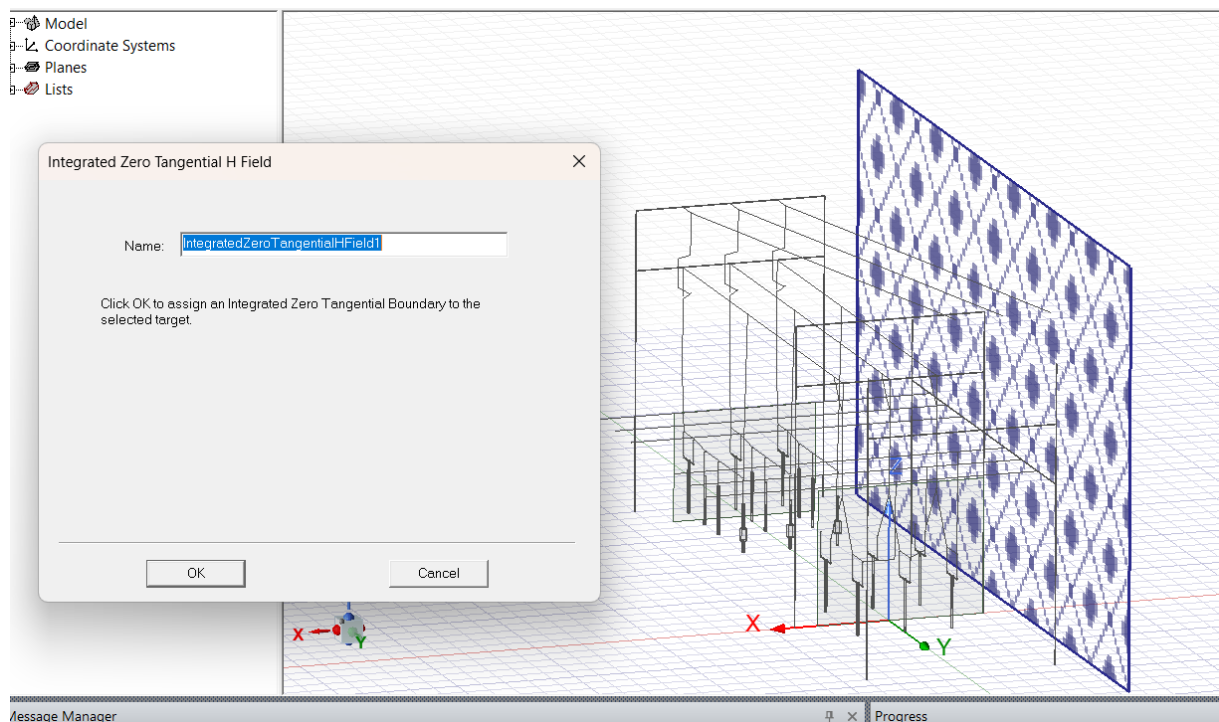 Model
Coordinate Systems
Planes
Lists
Integrated Zero Tangential H Field
Name:
IntegratedZeroTangentialHField1
Click OK to assign an Integrated Zero Tangential Boundary to the
selected target.
OK
Cancel
X
Y
X
Y
Message Manager
Progress